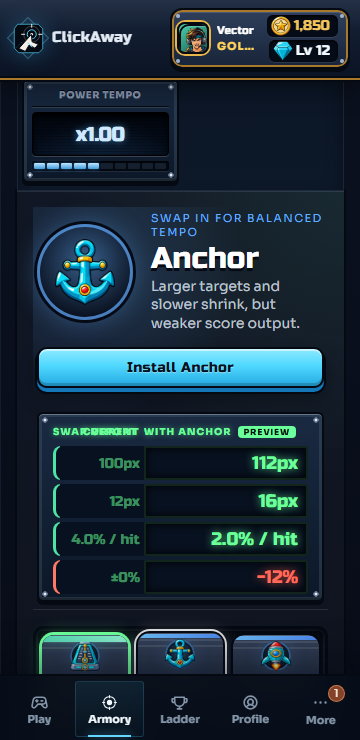 ClickAway
Vector
GOL...
1,850
Lv 12
POWER TEMPO
x1.00
SWAP IN FOR BALANCED
TEMPO
Anchor
Larger targets and
slower shrink, but
weaker score output.
Install Anchor
CURRENT WITH ANCHOR PREVIEW
100px 112px
12px 16px
4.0% / hit 2.0% / hit
±0% -12%
Play
Armory
Ladder
Profile
1
More